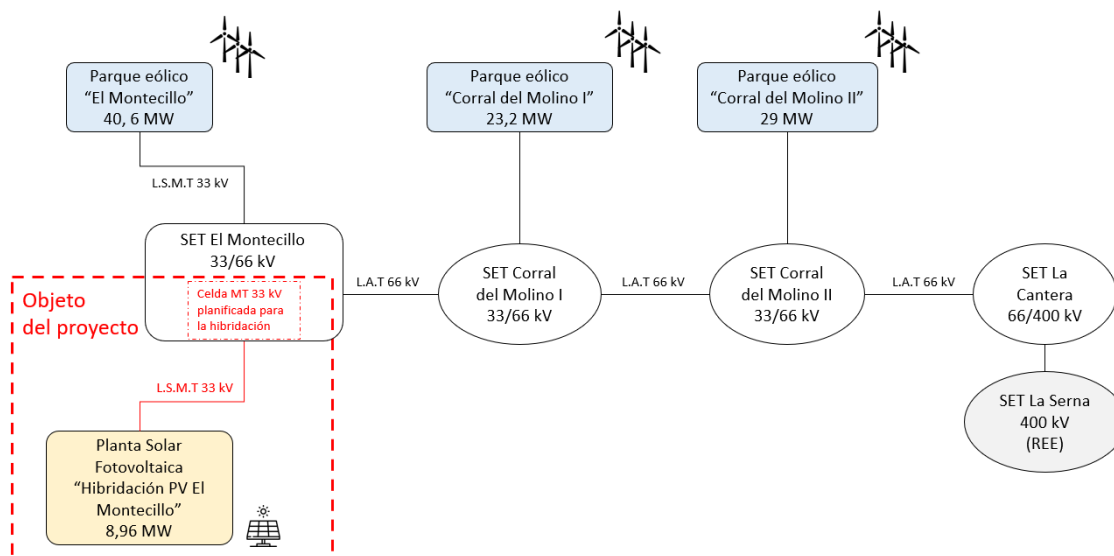 Parque eólico
“El Montecillo”
40, 6 MW
Parque eólico
“Corral del Molino I”
23,2 MW
Parque eólico
“Corral del Molino II”
29 MW
L.S.M.T 33 kV
SET El Montecillo
33/66 kV
Celda MT 33 kV
planificada para
la hibridación
L.A.T 66 kV
SET Corral
del Molino I
33/66 kV
L.A.T 66 kV
SET Corral
del Molino II
33/66 kV
L.A.T 66 kV
SET La
Cantera
66/400 kV
Objeto
del proyecto
L.S.M.T 33 kV
SET La Serna
400 kV
(REE)
Planta Solar
Fotovoltaica
“Hibridación PV El
Montecillo”
8,96 MW